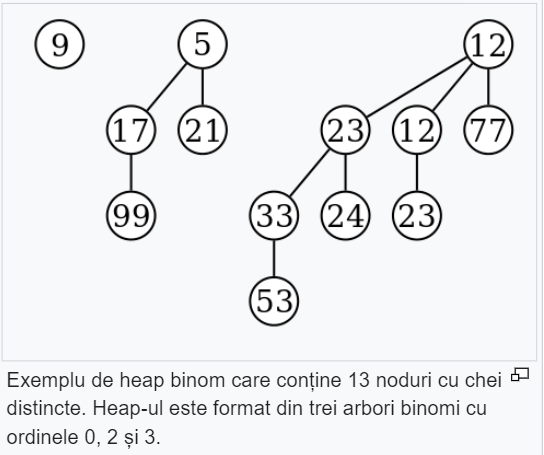 9 5 12
17 21 23 12 77
99 33 24 23
53
Exemplu de heap binom care conține 13 noduri cu chei
distincte. Heap-ul este format din trei arbori binomi cu
ordinele 0, 2 și 3.